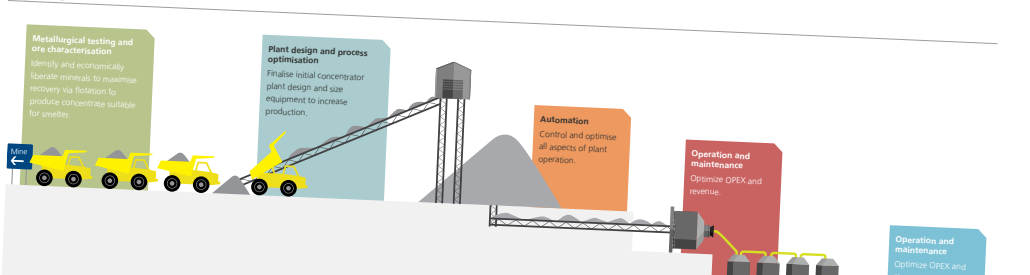 Metallurgical testing and
ore characterisation
Identify and economically
liberate minerals to maximise
recovery via flotation to
produce concentrate suitable
for smelter.
Mine
Plant design and process
optimisation
Finalise initial concentrator
plant design and size
equipment to increase
production.
Automation
Control and optimise
all aspects of plant
operation.
Operation and
maintenance
Optimize OPEX and
revenue.
Operation and
maintenance
Optimize OPEX and